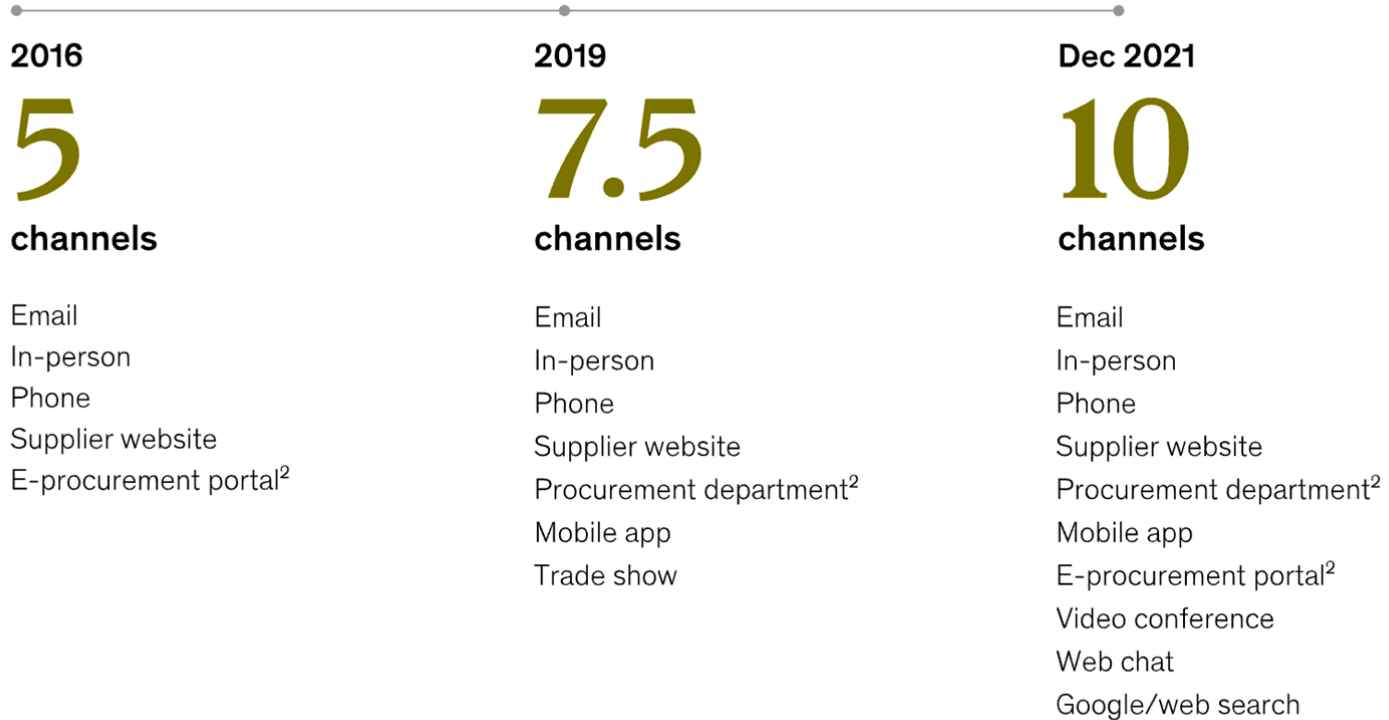 2016
5
channels
Email
In-person
Phone
Supplier website
E-procurement portal²
2019
7.5
channels
Email
In-person
Phone
Supplier website
Procurement department²
Mobile app
Trade show
Dec 2021
10
channels
Email
In-person
Phone
Supplier website
Procurement department²
Mobile app
E-procurement portal²
Video conference
Web chat
Google/web search